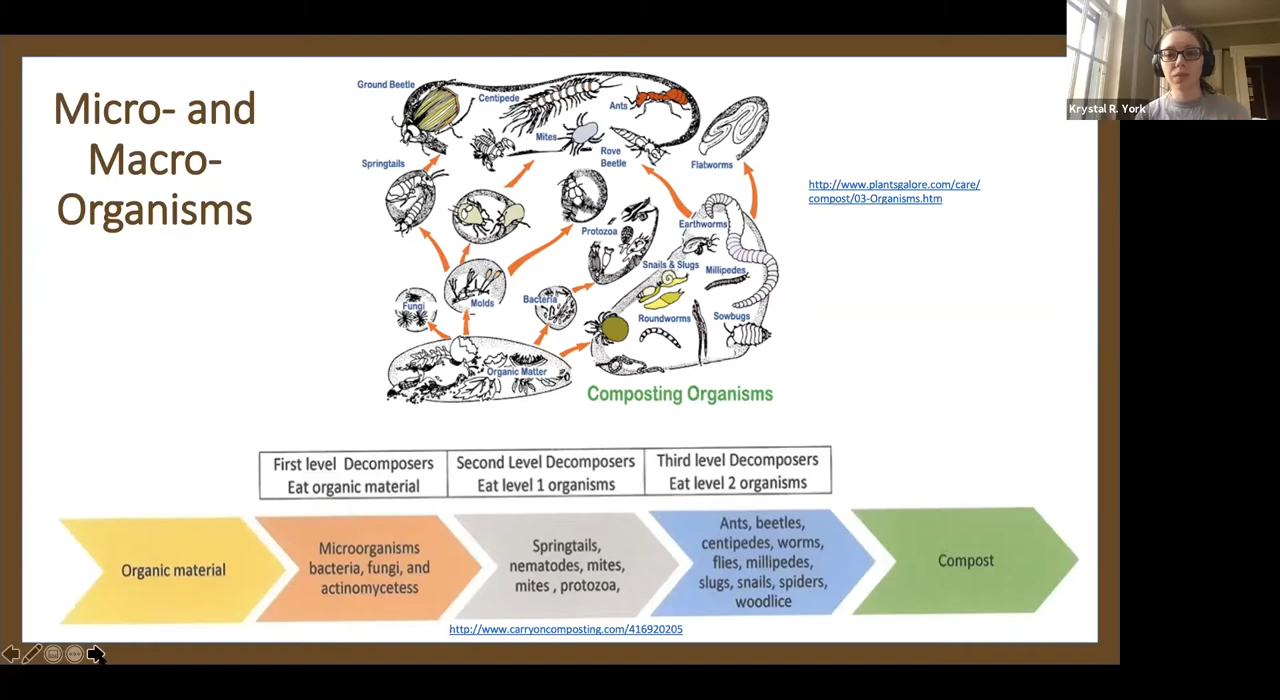 Micro- and
Macro-
Organisms
Ground Beetle
Centipede
Ants
Mites
Rove
Beetle
Springtails
Flatworms
Protozoa
Earthworms
Snails & Slugs
Millipedes
Fungi
Molds
Bacteria
Roundworms
Sowbugs
Organic Matter
Composting Organisms
http://www.plantsgalore.com/care/
compost/03-Organisms.htm
Krystal R. York
First level Decomposers
Eat organic material
Second Level Decomposers
Eat level 1 organisms
Third level Decomposers
Eat level 2 organisms
Organic material
Microorganisms
bacteria, fungi, and
actinomycetess
Springtails,
nematodes, mites,
mites , protozoa,
Ants, beetles,
centipedes, worms,
flies, millipedes,
slugs, snails, spiders,
woodlice
Compost
http://www.carryoncomposting.com/416920205